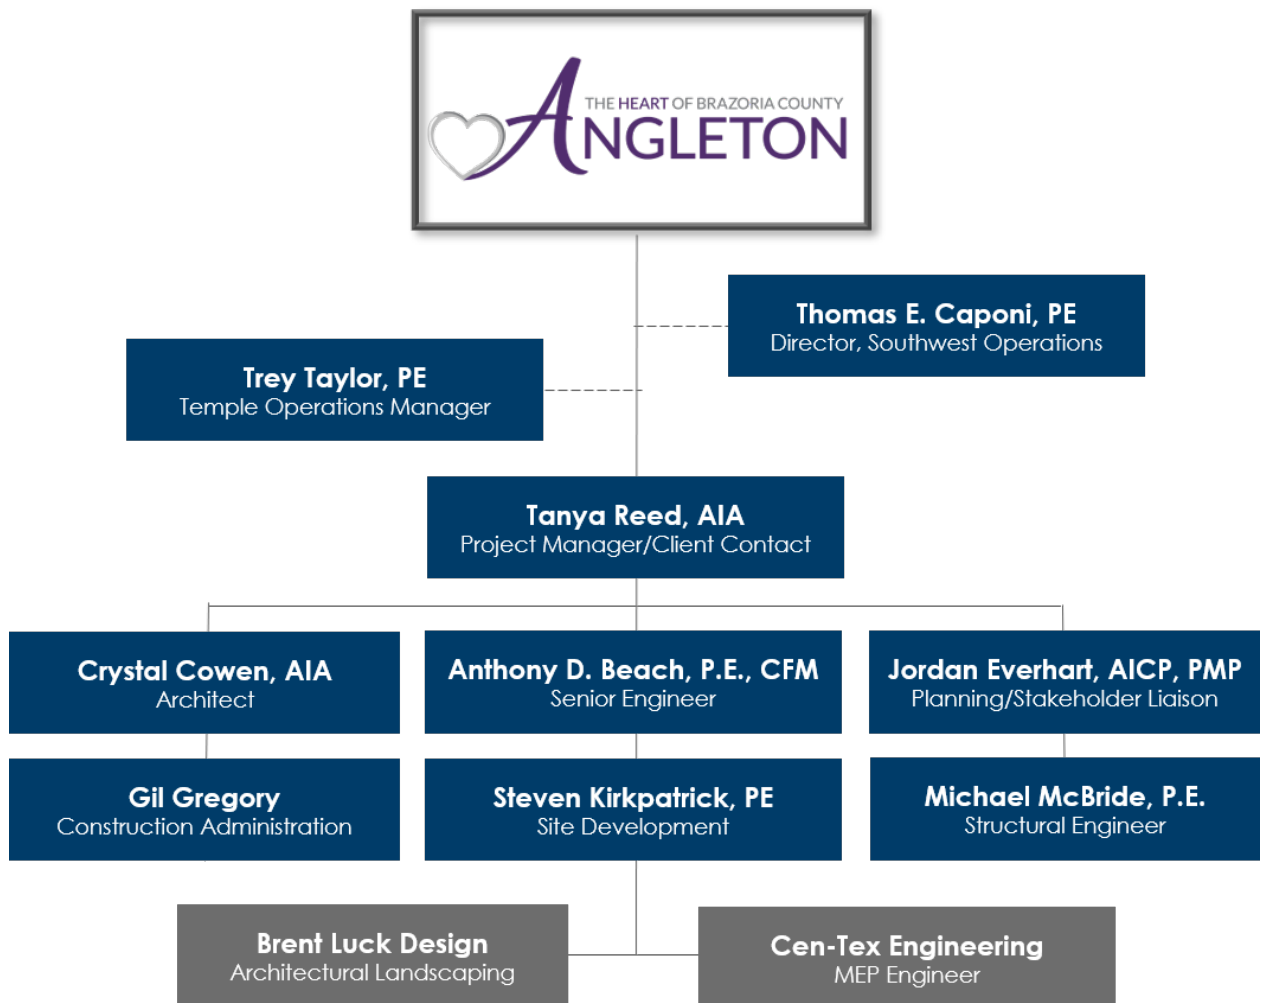 THE HEART OF BRAZORIA COUNTY
ANGLETON
Thomas E. Caponi, PE
Director, Southwest Operations
Trey Taylor, PE
Temple Operations Manager
Tanya Reed, AIA
Project Manager/Client Contact
Crystal Cowen, AIA
Architect
Anthony D. Beach, P.E., CFM
Senior Engineer
Jordan Everhart, AICP, PMP
Planning/Stakeholder Liaison
Gil Gregory
Construction Administration
Steven Kirkpatrick, PE
Site Development
Michael McBride, P.E.
Structural Engineer
Brent Luck Design
Architectural Landscaping
Cen-Tex Engineering
MEP Engineer